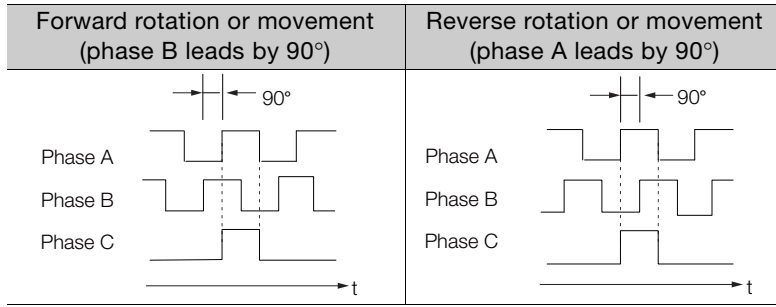 Forward rotation or movement
(phase B leads by 90°)
Reverse rotation or movement
(phase A leads by 90°)
90°
Phase A
Phase B
Phase C
t
90°
Phase A
Phase B
Phase C
t